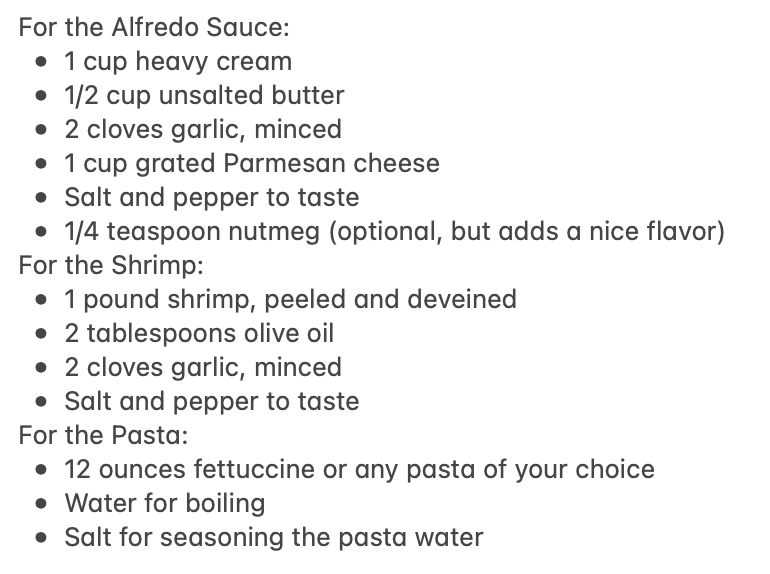 For the Alfredo Sauce:
• 1 cup heavy cream
• 1/2 cup unsalted butter
• 2 cloves garlic, minced
• 1 cup grated Parmesan cheese
• Salt and pepper to taste
• 1/4 teaspoon nutmeg (optional, but adds a nice flavor)
For the Shrimp:
• 1 pound shrimp, peeled and deveined
• 2 tablespoons olive oil
• 2 cloves garlic, minced
• Salt and pepper to taste
For the Pasta:
• 12 ounces fettuccine or any pasta of your choice
• Water for boiling
• Salt for seasoning the pasta water